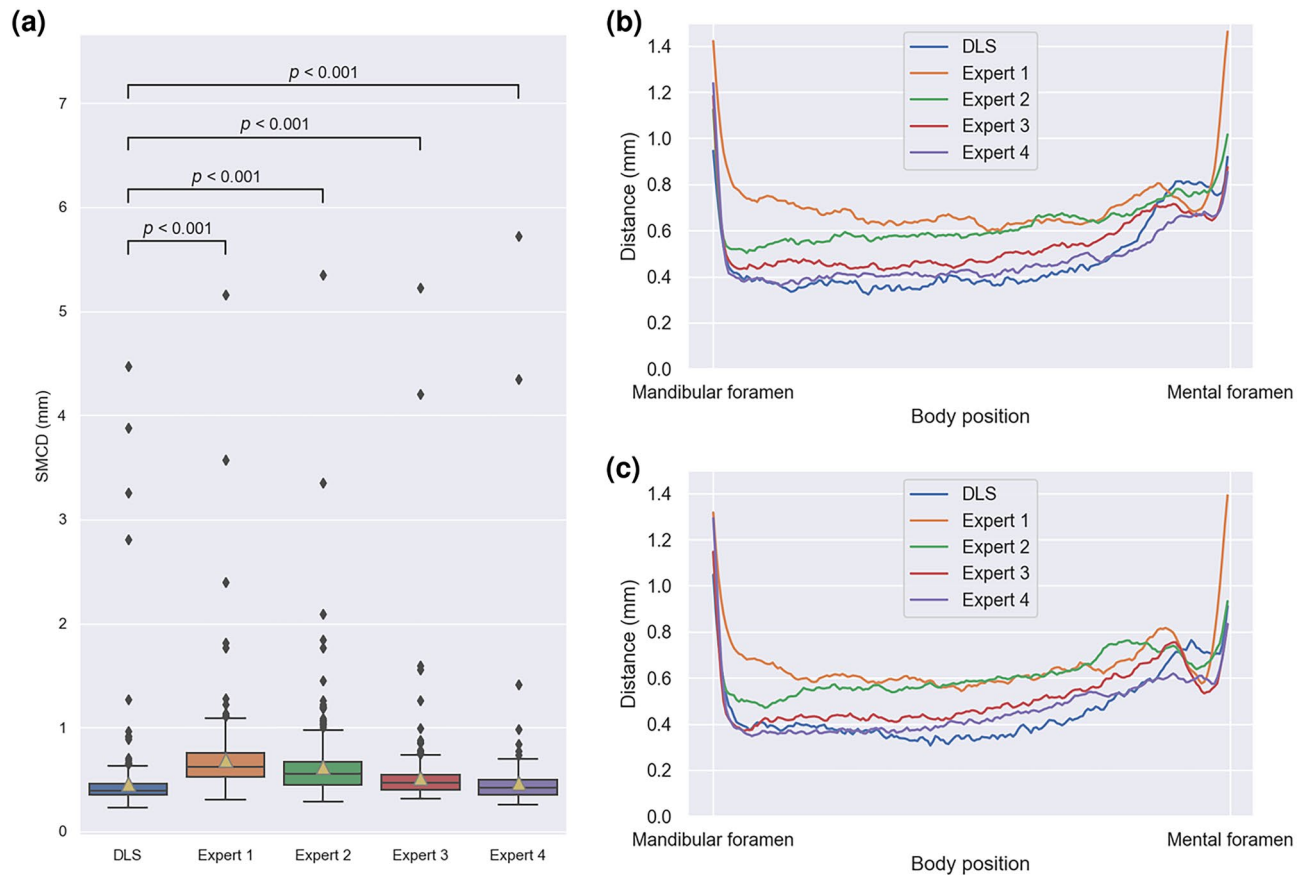 (a)
p < 0.001
p < 0.001
p < 0.001
p < 0.001
7
6
5
4
3
2
1
0
SMCD (mm)
DLS Expert 1 Expert 2 Expert 3 Expert 4
(b)
DLS
Expert 1
Expert 2
Expert 3
Expert 4
1.4
1.2
1.0
0.8
0.6
0.4
0.2
0.0
Distance (mm)
Mandibular foramen Mental foramen
Body position
(c)
DLS
Expert 1
Expert 2
Expert 3
Expert 4
1.4
1.2
1.0
0.8
0.6
0.4
0.2
0.0
Distance (mm)
Mandibular foramen Mental foramen
Body position